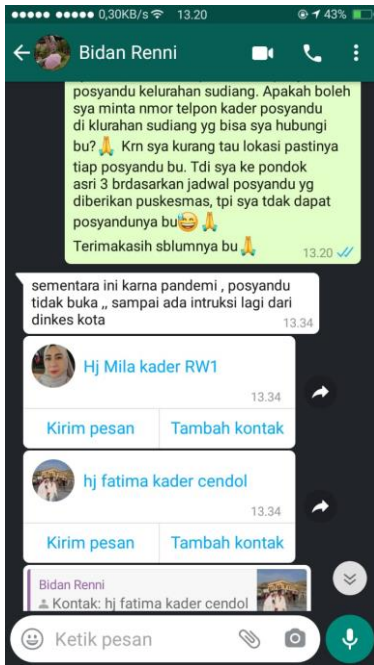 0,30KB/s 13.20 43%
Bidan Renni
posyandu kelurahan sudiang. Apakah boleh
sya minta nmor telpon kader posyandu
di klurahan sudiang yg bisa sya hubungi
bu?🙏 Krn sya kurang tau lokasi pastinya
tiap posyandu bu. Tdi sya ke pondok
asri 3 brdasarkan jadwal posyandu yg
diberikan puskesmas, tpi sya tdak dapat
posyandunya bu😅🙏
Terimakasih sblumnya bu🙏
13.20
sementara ini karna pandemi , posyandu
tidak buka ,, sampai ada intruksi lagi dari
dinkes kota
13.34
Hj Mila kader RW1
13.34
Kirim pesan Tambah kontak
hj fatima kader cendol
13.34
Kirim pesan Tambah kontak
Bidan Renni
Kontak: hj fatima kader cendol
Ketik pesan